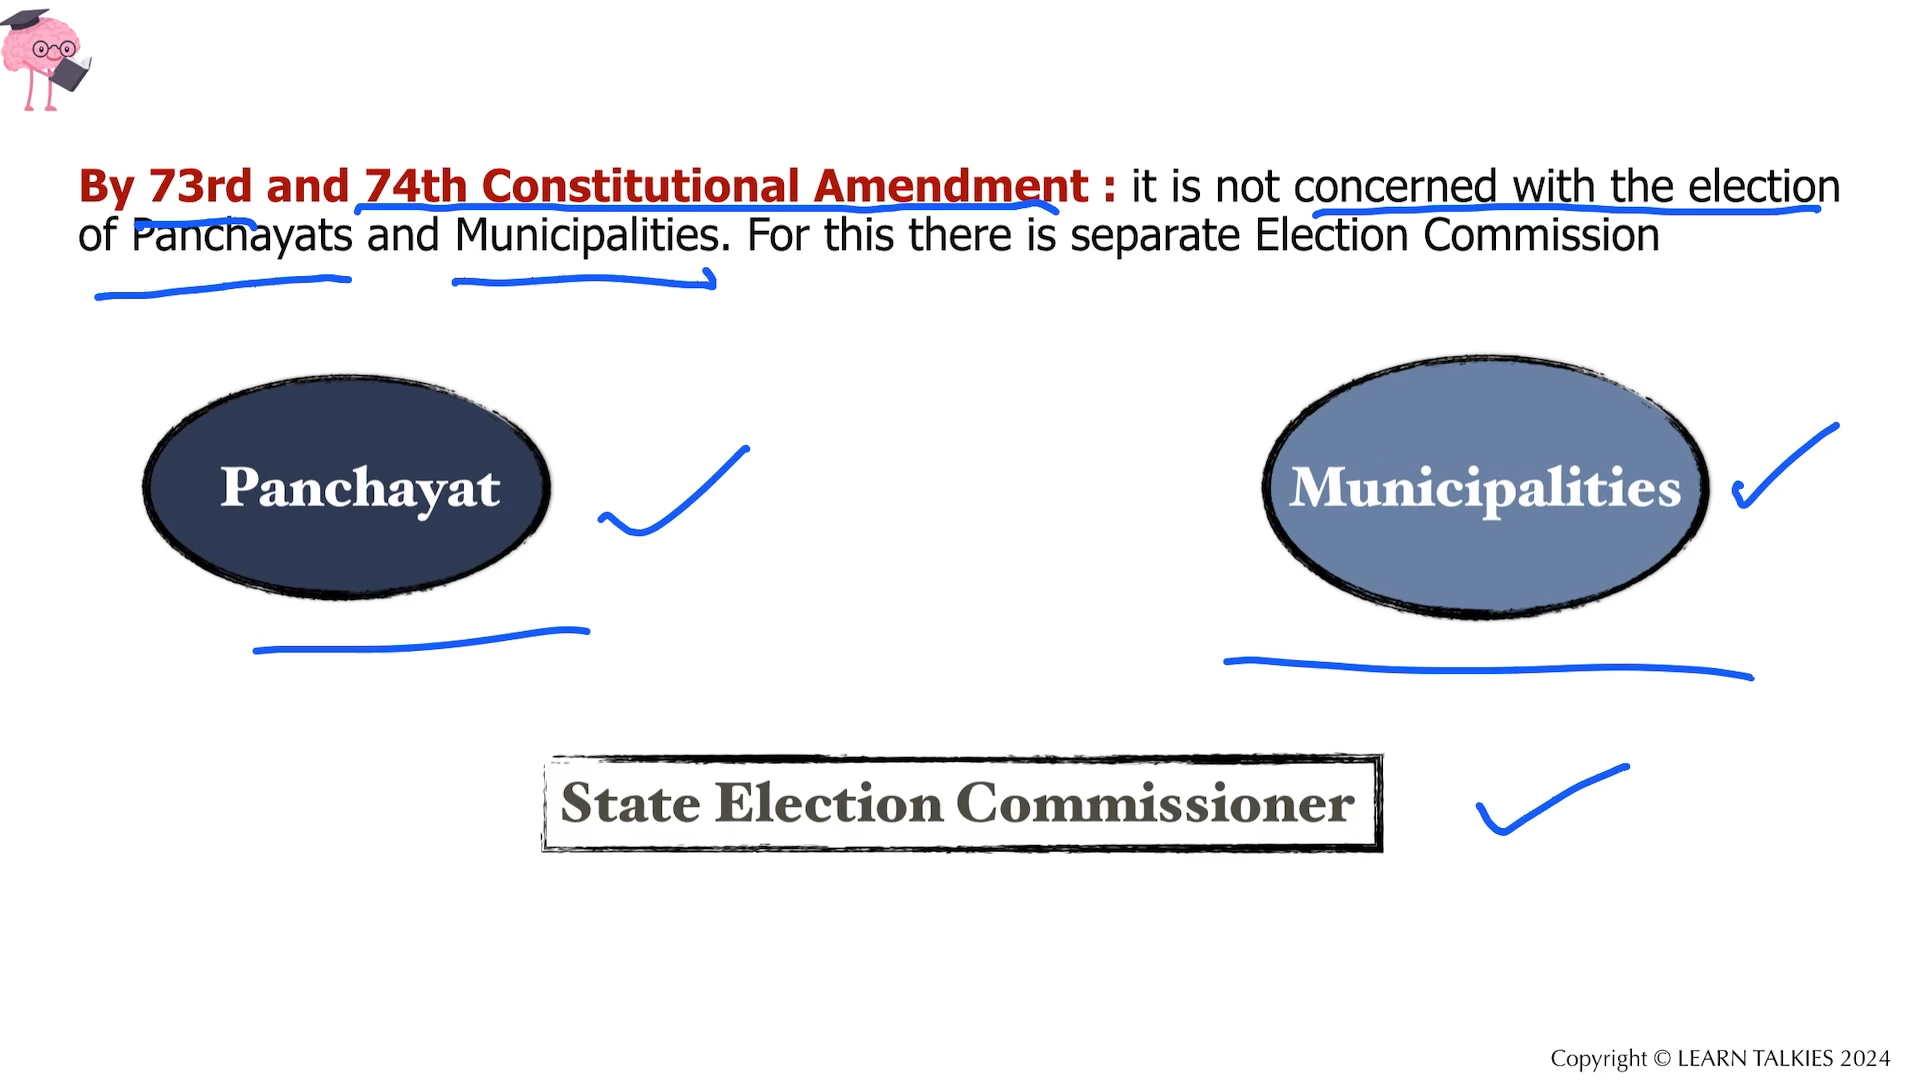 By 73rd and 74th Constitutional Amendment : it is not concerned with the election
of Panchayats and Municipalities. For this there is separate Election Commission
Panchayat
Municipalities
State Election Commissioner
Copyright © LEARN TALKIES 2024